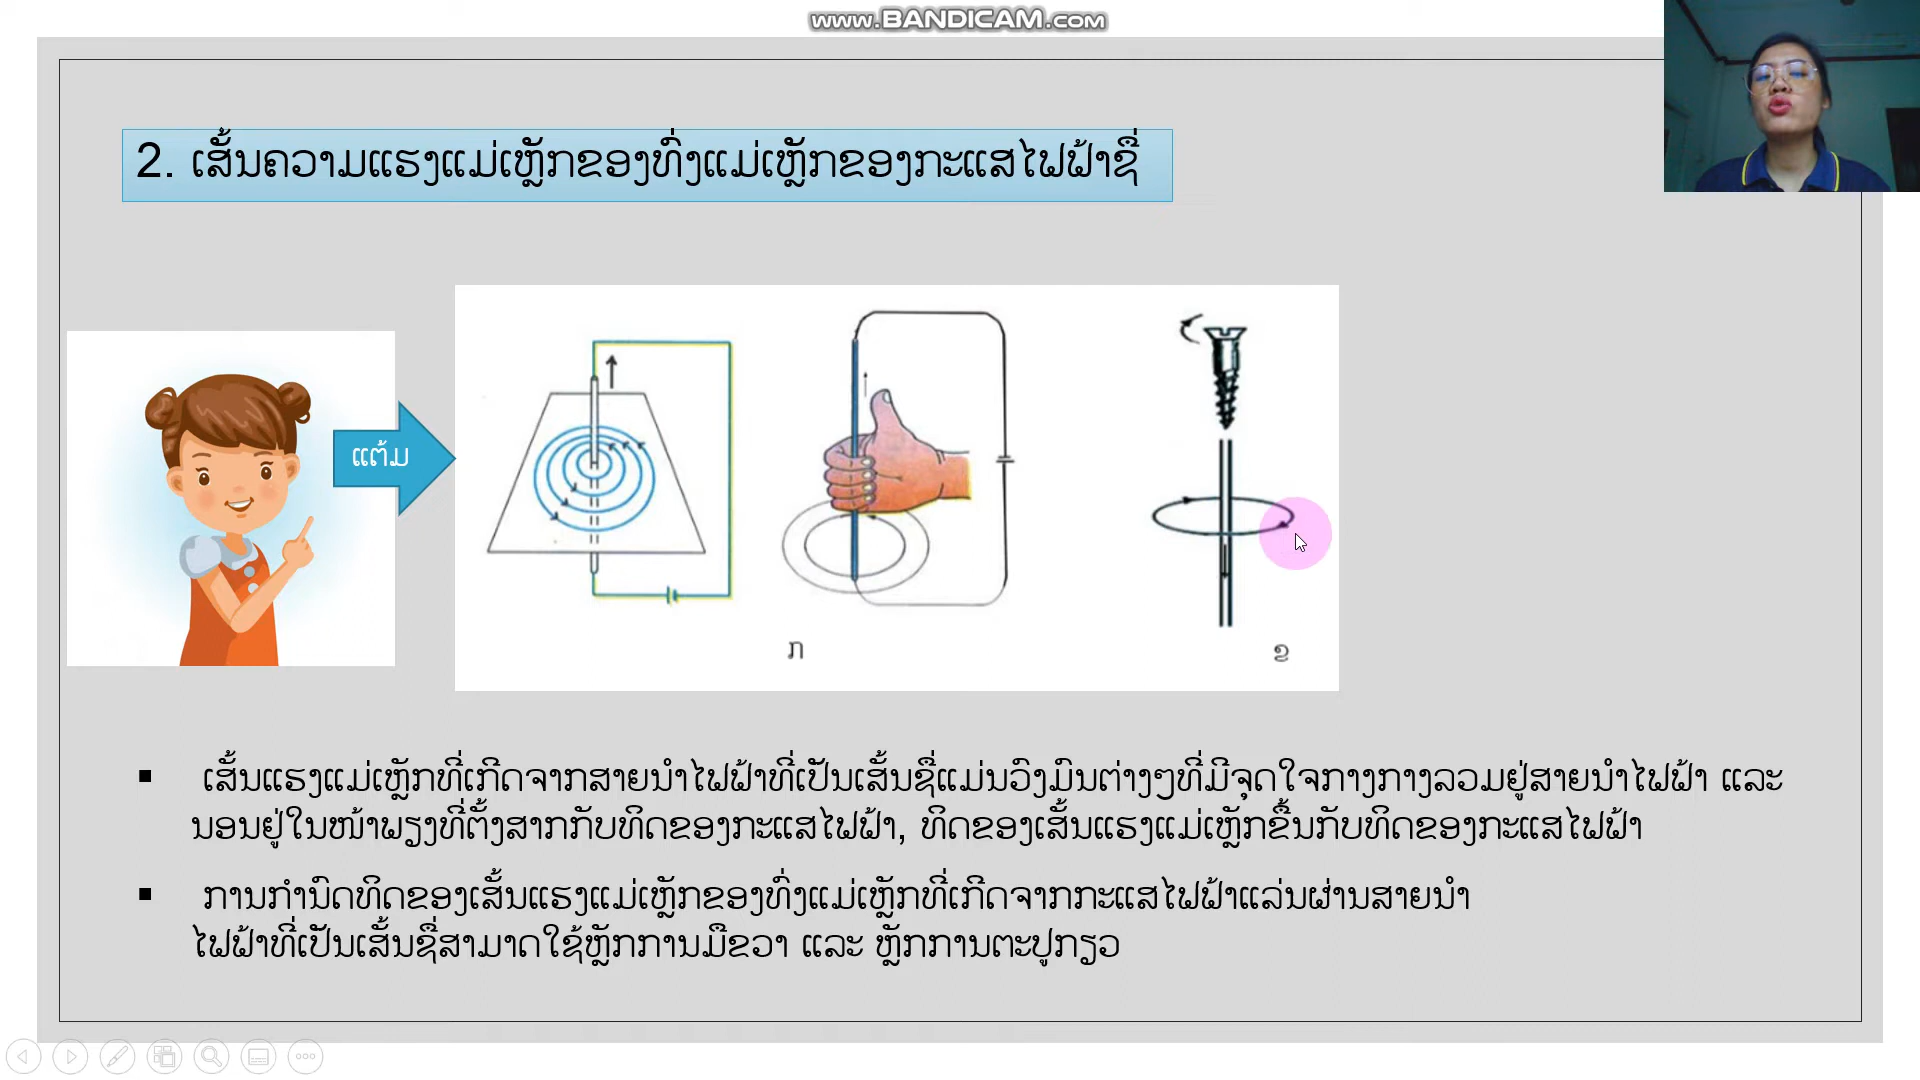 www.BANDICAM.com
2. ເສັ້ນຄວາມແຮງແມ່ເຫຼັກຂອງທົ່ງແມ່ເຫຼັກຂອງກະແສໄຟຟ້າຊື່
ແຕ້ມ
ກ
ຂ
▪ ເສັ້ນແຮງແມ່ເຫຼັກທີ່ເກີດຈາກສາຍນຳໄຟຟ້າທີ່ເປັນເສັ້ນຊື່ແມ່ນວົງມົນຕ່າງໆທີ່ມີຈຸດໃຈກາງກາງລວມຢູ່ສາຍນຳໄຟຟ້າ ແລະ
ນອນຢູ່ໃນໜ້າພຽງທີ່ຕັ້ງສາກກັບທິດຂອງກະແສໄຟຟ້າ, ທິດຂອງເສັ້ນແຮງແມ່ເຫຼັກຂື້ນກັບທິດຂອງກະແສໄຟຟ້າ
▪ ການກຳນົດທິດຂອງເສັ້ນແຮງແມ່ເຫຼັກຂອງທົ່ງແມ່ເຫຼັກທີ່ເກີດຈາກກະແສໄຟຟ້າແລ່ນຜ່ານສາຍນຳ
ໄຟຟ້າທີ່ເປັນເສັ້ນຊື່ສາມາດໃຊ້ຫຼັກການມືຂວາ ແລະ ຫຼັກການຕະປູກຽວ